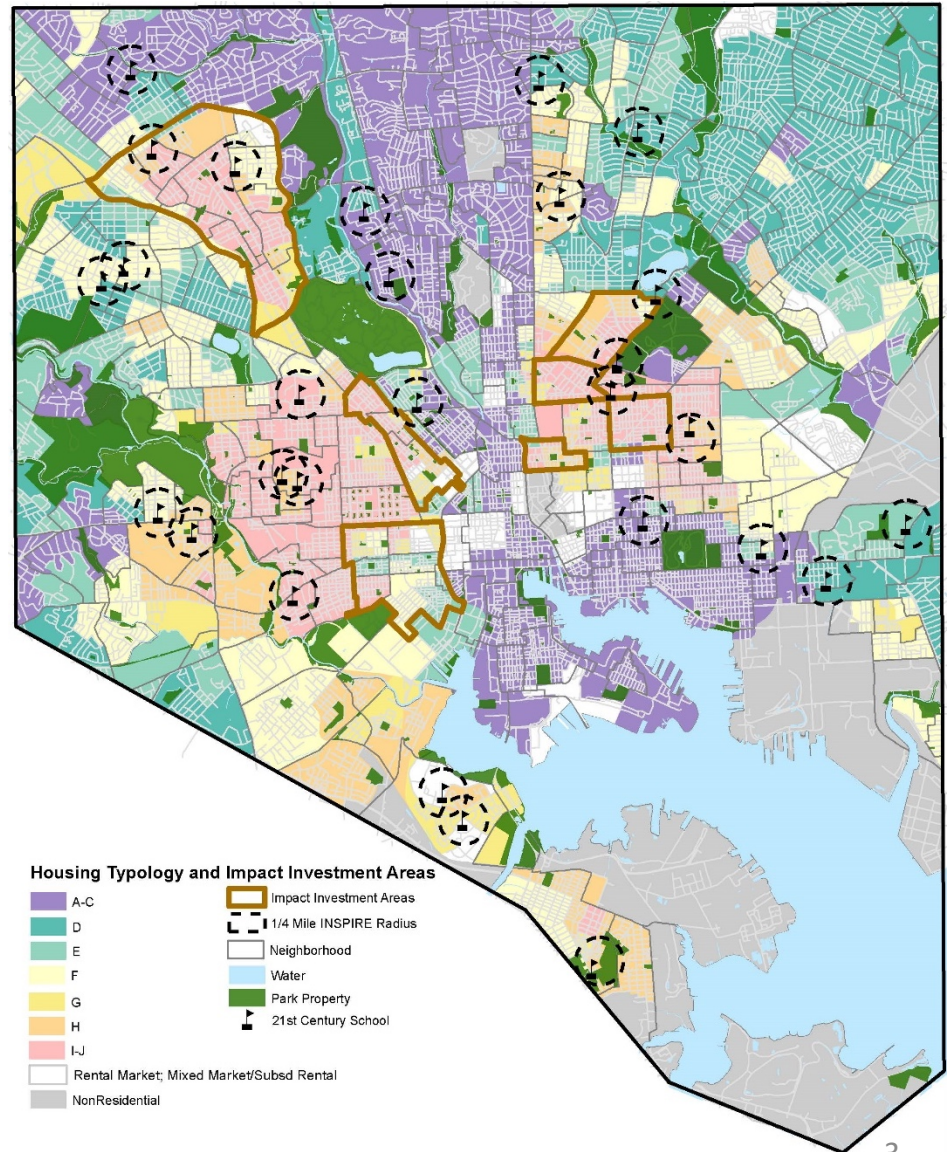 Housing Typology and Impact Investment Areas
A-C
D
E
F
G
H
I-J
Rental Market; Mixed Market/Subsd Rental
NonResidential
Impact Investment Areas
1/4 Mile INSPIRE Radius
Neighborhood
Water
Park Property
21st Century School